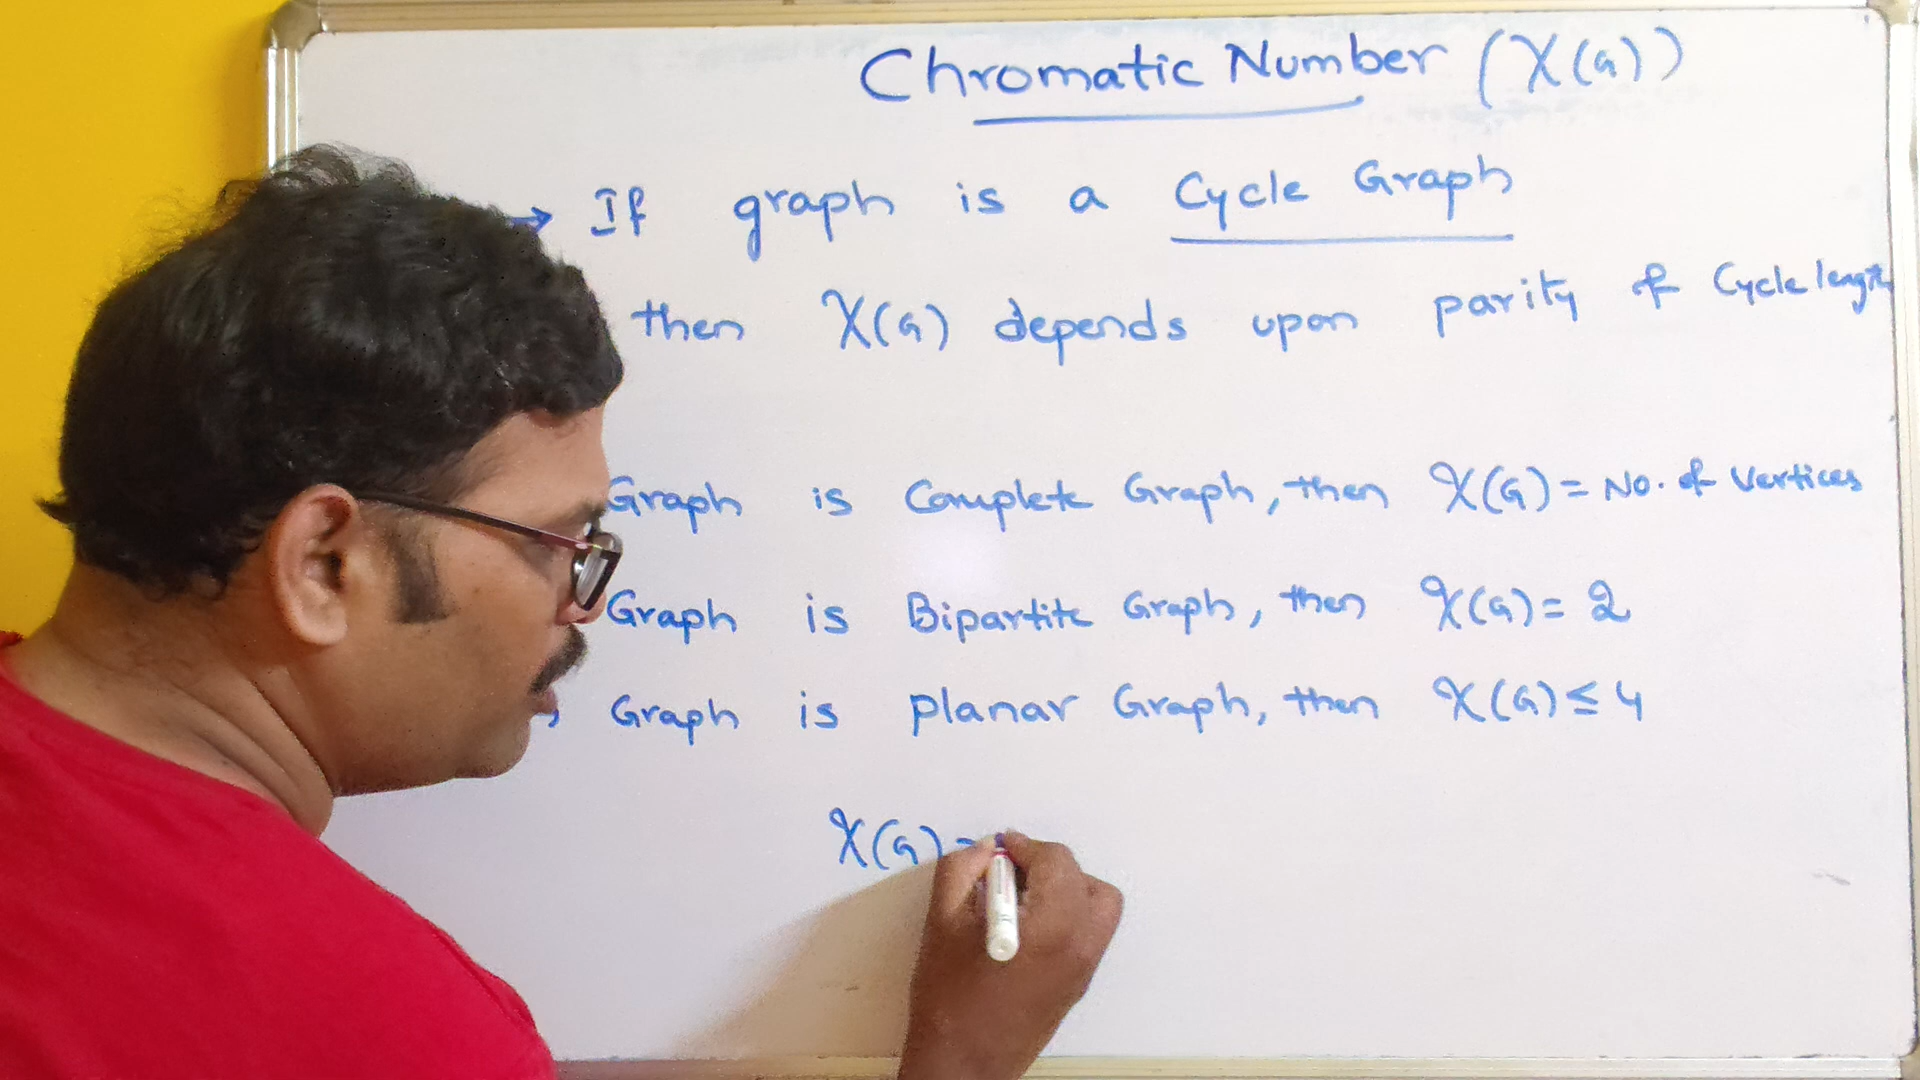 Chromatic Number (χ(G))
→ If graph is a Cycle Graph
then χ(G) depends upon parity of Cycle length
Graph is Complete Graph, then χ(G) = No. of Vertices
Graph is Bipartite Graph, then χ(G) = 2
, Graph is planar Graph, then χ(G) ≤ 4
χ(G) =